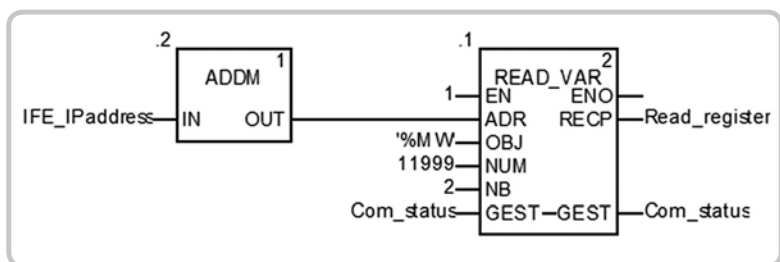 .2
1
ADDM
IFE_IPaddress IN OUT
.1
2
READ_VAR
1 EN ENO
ADR RECP Read_register
'%MW OBJ
11999 NUM
2 NB
Com_status GEST GEST Com_status